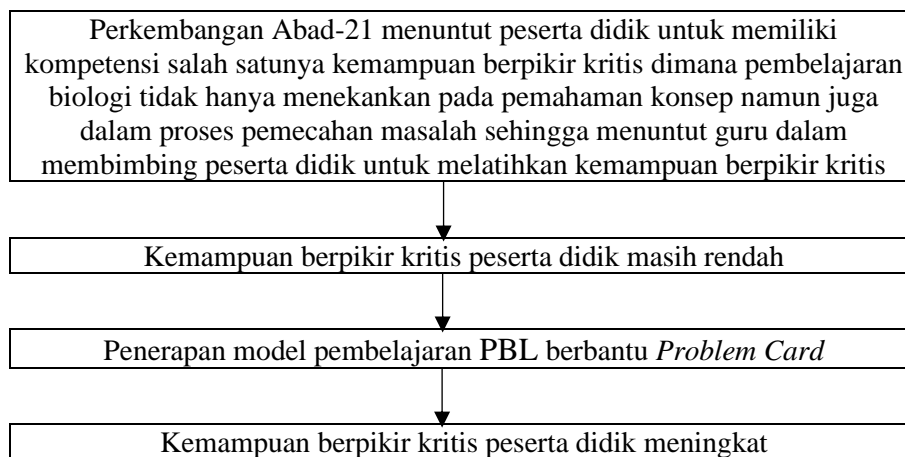 Perkembangan Abad-21 menuntut peserta didik untuk memiliki
kompetensi salah satunya kemampuan berpikir kritis dimana pembelajaran
biologi tidak hanya menekankan pada pemahaman konsep namun juga
dalam proses pemecahan masalah sehingga menuntut guru dalam
membimbing peserta didik untuk melatihkan kemampuan berpikir kritis
Kemampuan berpikir kritis peserta didik masih rendah
Penerapan model pembelajaran PBL berbantu Problem Card
Kemampuan berpikir kritis peserta didik meningkat